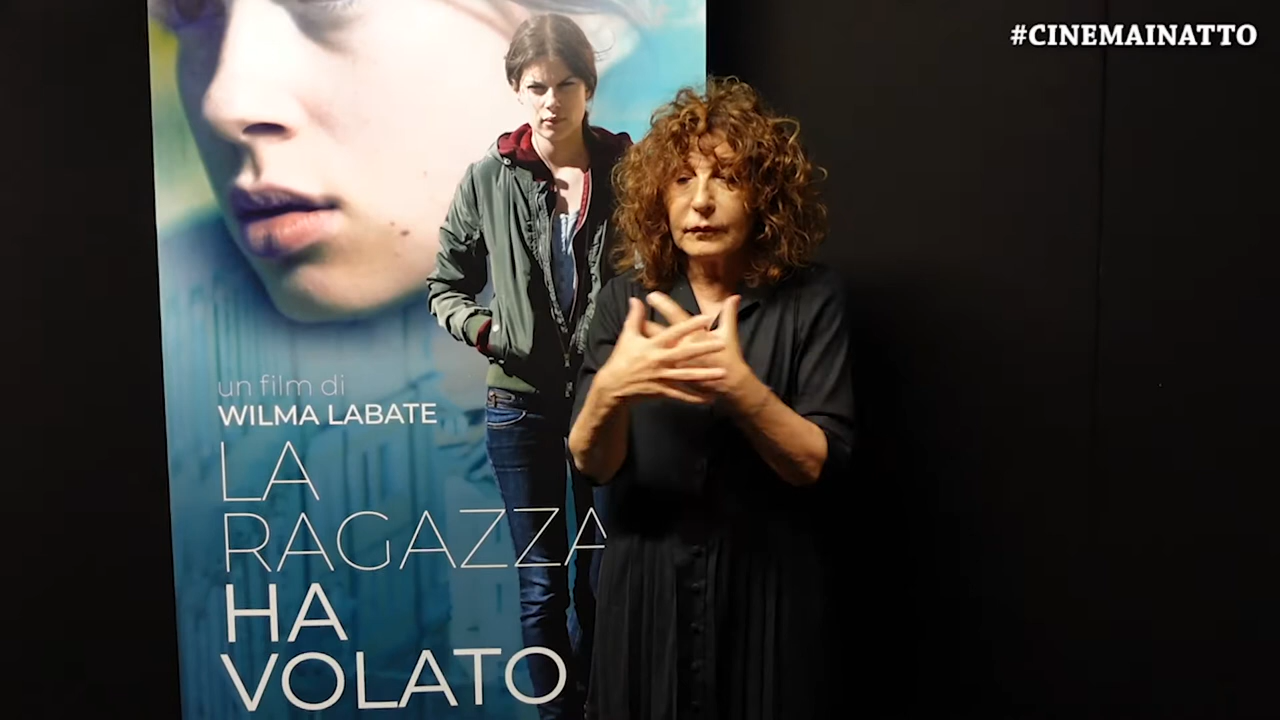 #CINEMAINATTO
un film di
WILMA LABATE
LA
RAGAZZA
HA
VOLATO